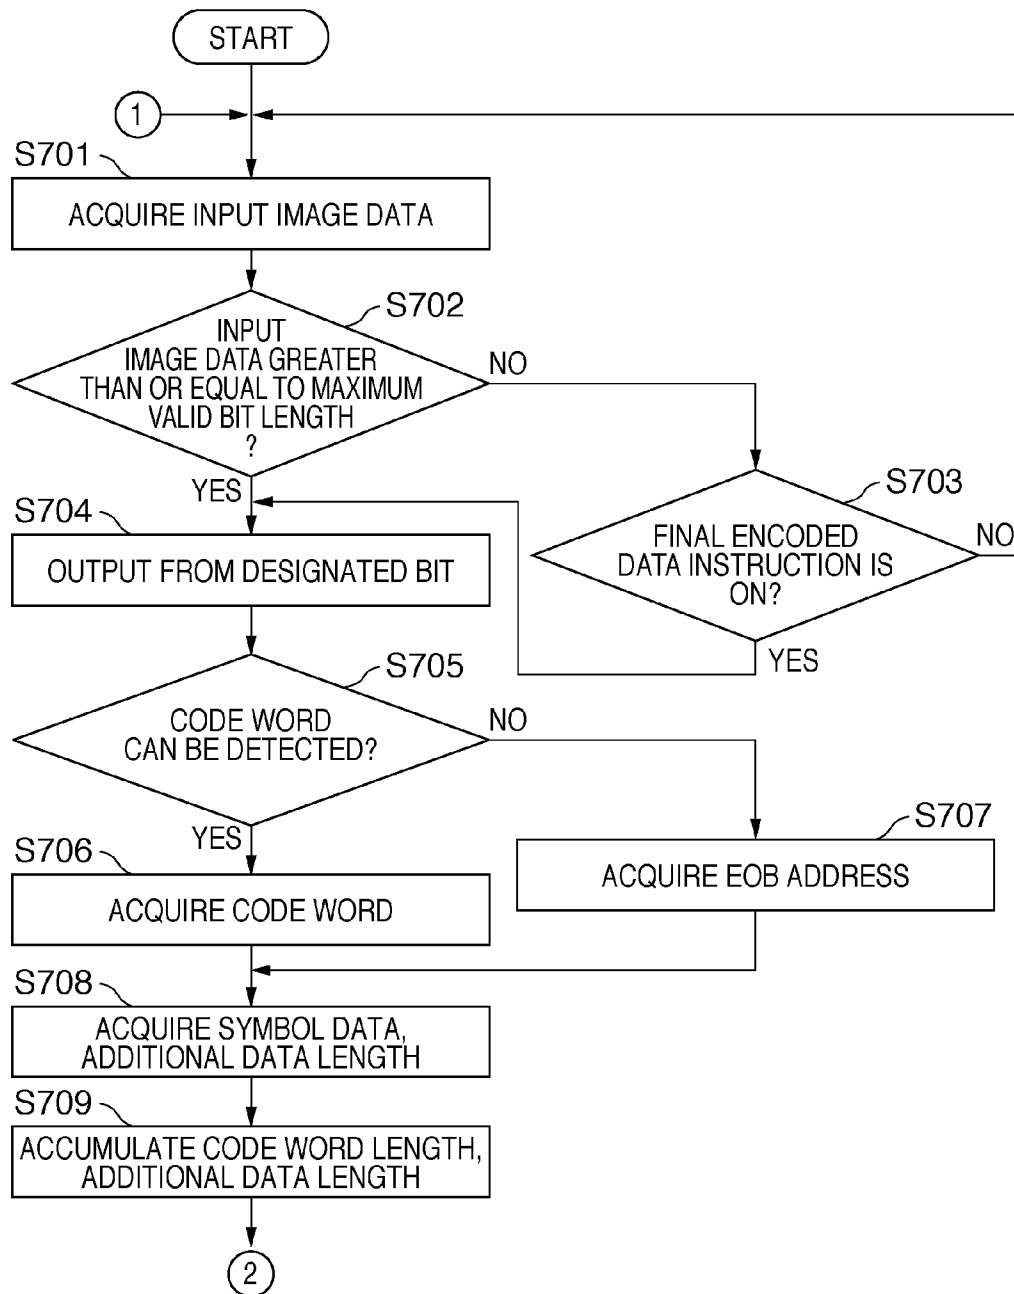 START
1
S701
ACQUIRE INPUT IMAGE DATA
S702
INPUT
IMAGE DATA GREATER
THAN OR EQUAL TO MAXIMUM
VALID BIT LENGTH
?
NO
YES
S703
FINAL ENCODED
DATA INSTRUCTION IS
ON?
NO
YES
S704
OUTPUT FROM DESIGNATED BIT
S705
CODE WORD
CAN BE DETECTED?
NO
YES
S706
ACQUIRE CODE WORD
S707
ACQUIRE EOB ADDRESS
S708
ACQUIRE SYMBOL DATA,
ADDITIONAL DATA LENGTH
S709
ACCUMULATE CODE WORD LENGTH,
ADDITIONAL DATA LENGTH
2